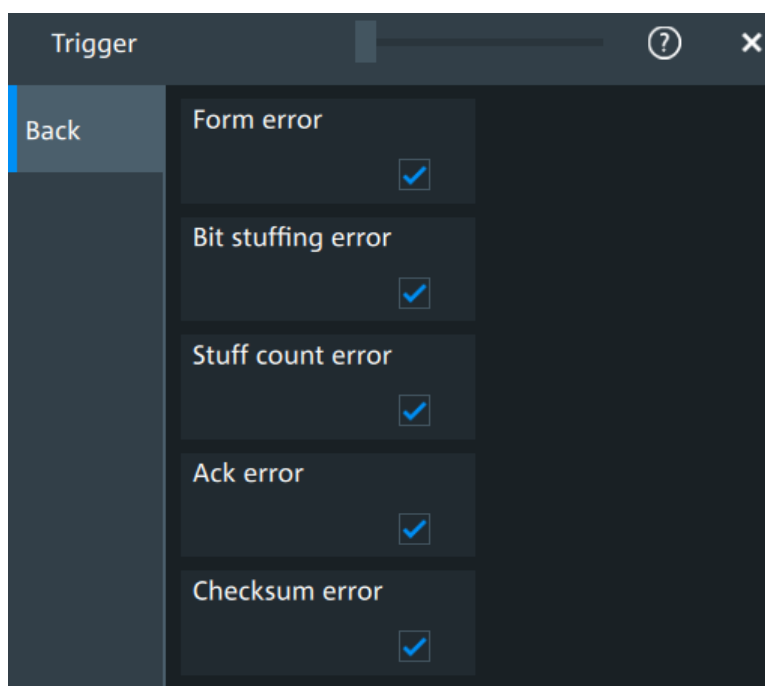 Trigger
?
Back
Form error
Bit stuffing error
Stuff count error
Ack error
Checksum error